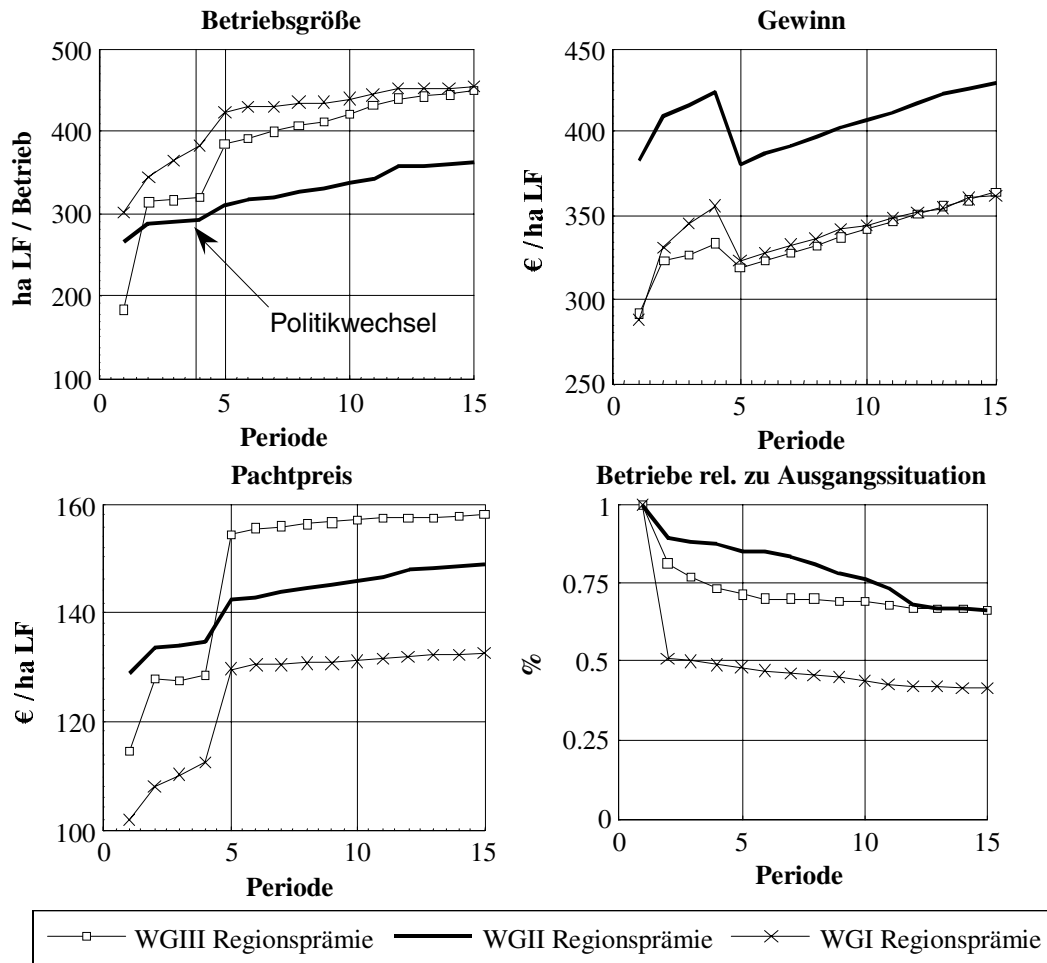 Betriebsgröße
500
400
300
200
100
ha LF / Betrieb
Politikwechsel
0
5
10
15
Periode
Gewinn
450
400
350
300
250
€ / ha LF
0
5
10
15
Periode
Pachtpreis
160
140
120
100
€ / ha LF
0
5
10
15
Periode
Betriebe rel. zu Ausgangssituation
1
0.75
0.5
0.25
0
%
0
5
10
15
Periode
WGIII Regionsprämie
WGII Regionsprämie
WGI Regionsprämie